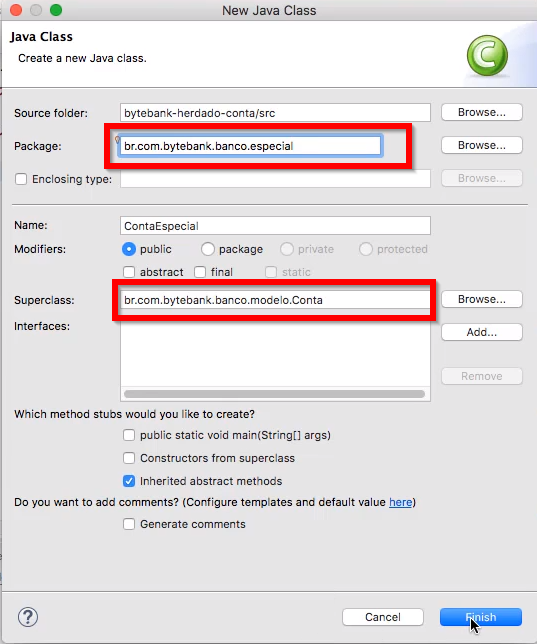 New Java Class
Java Class
Create a new Java class.
C
Source folder: bytebank-herdado-conta/src Browse...
Package: br.com.bytebank.banco.especial Browse...
Enclosing type: Browse...
Name: ContaEspecial
Modifiers: public package private protected
abstract final static
Superclass: br.com.bytebank.banco.modelo.Conta Browse...
Interfaces: Add...
Remove
Which method stubs would you like to create?
public static void main(String[] args)
Constructors from superclass
Inherited abstract methods
Do you want to add comments? (Configure templates and default value here)
Generate comments
? Cancel Finish